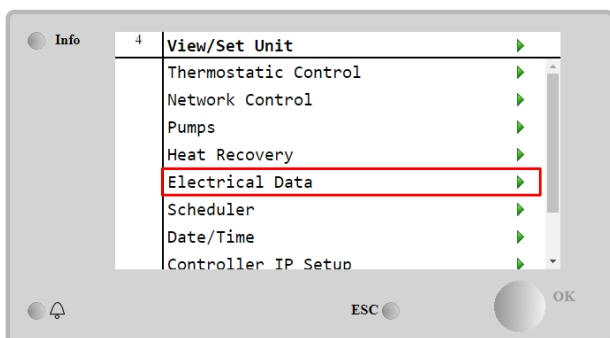 Info
4 View/Set Unit
Thermostatic Control
Network Control
Pumps
Heat Recovery
Electrical Data
Scheduler
Date/Time
Controller IP Setup
ESC
OK